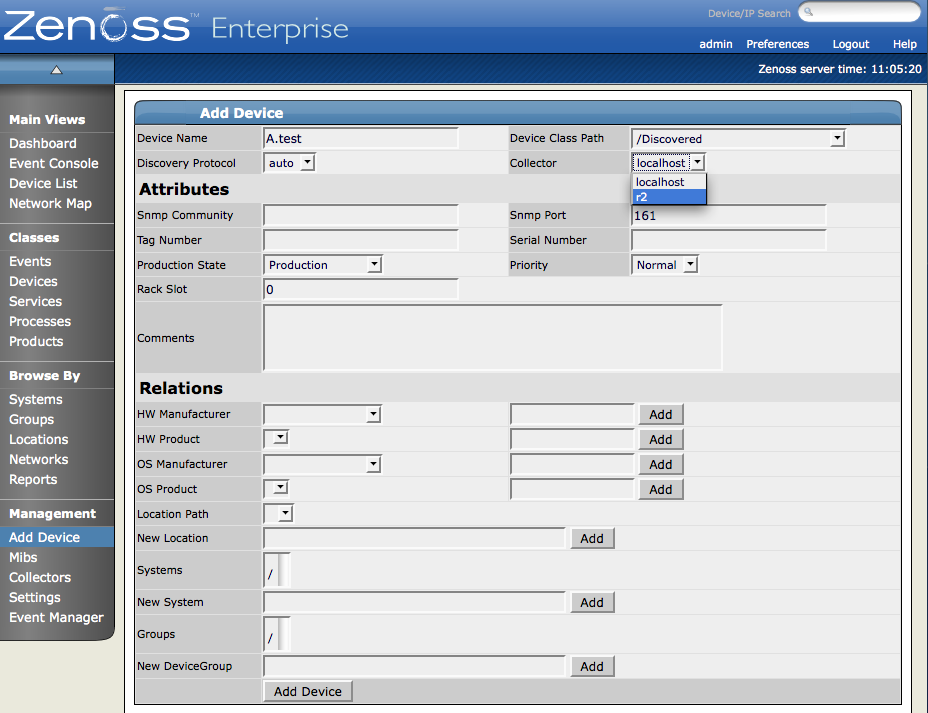 Zenoss™ Enterprise
Device/IP Search
admin Preferences Logout Help
Zenoss server time: 11:05:20
Main Views
Dashboard
Event Console
Device List
Network Map
Classes
Events
Devices
Services
Processes
Products
Browse By
Systems
Groups
Locations
Networks
Reports
Management
Add Device
Mibs
Collectors
Settings
Event Manager
Add Device
Device Name A.test Device Class Path /Discovered
Discovery Protocol auto Collector localhost
localhost
r2
Attributes
Snmp Community Snmp Port 161
Tag Number Serial Number
Production State Production Priority Normal
Rack Slot 0
Comments
Relations
HW Manufacturer Add
HW Product Add
OS Manufacturer Add
OS Product Add
Location Path
New Location Add
Systems /
New System Add
Groups /
New DeviceGroup Add
Add Device